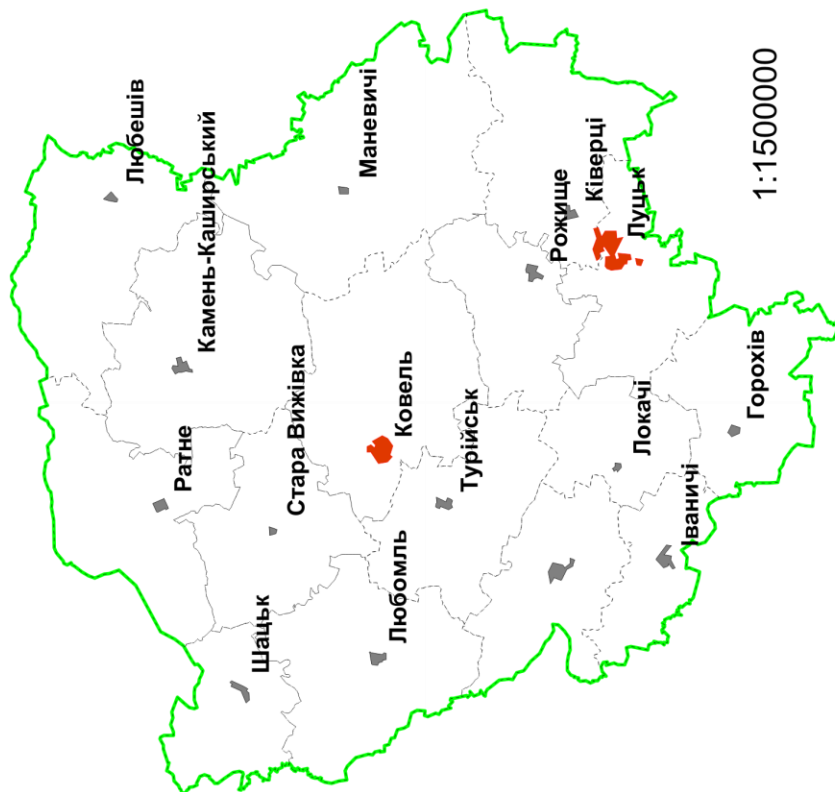 Любешів
Камень-Каширський
Маневичі
Ратне
Стара Вижівка
Шацьк
Ковель
Любомль
Турійськ
Рожище
Ківерці
Луцьк
Локачі
Горохів
Іваничі
1:1500000